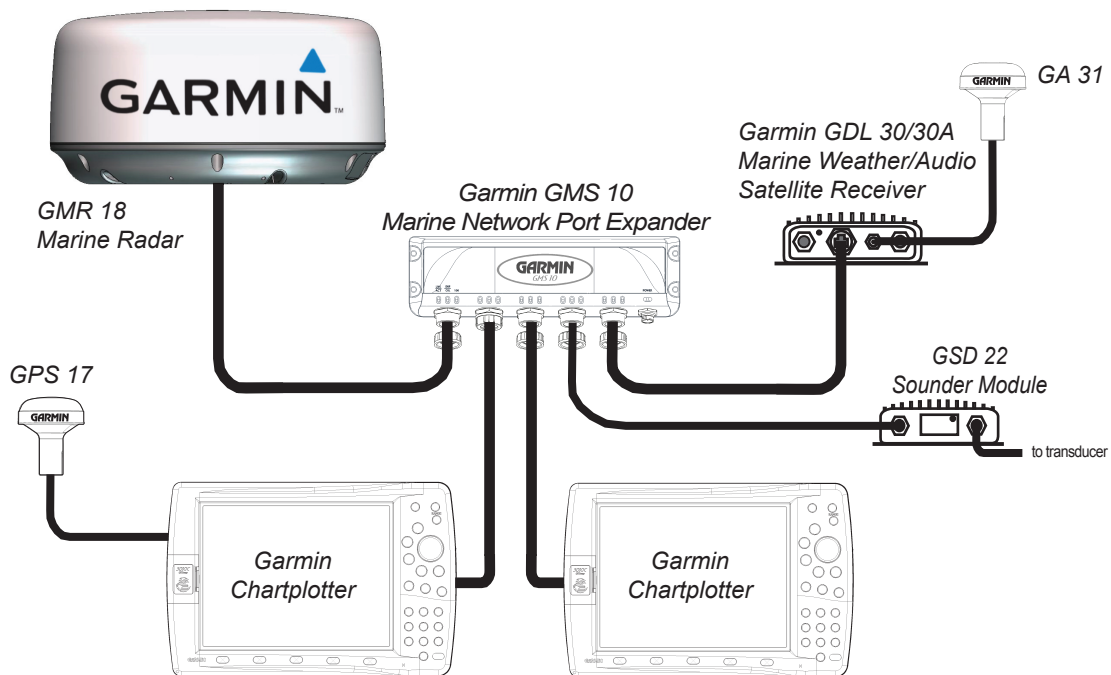 GARMIN™
GMR 18
Marine Radar
Garmin GMS 10
Marine Network Port Expander
GARMIN
GMS 10
POWER
Garmin GDL 30/30A
Marine Weather/Audio
Satellite Receiver
GARMIN
GA 31
GSD 22
Sounder Module
to transducer
GPS 17
GARMIN
Garmin
Chartplotter
Garmin
Chartplotter